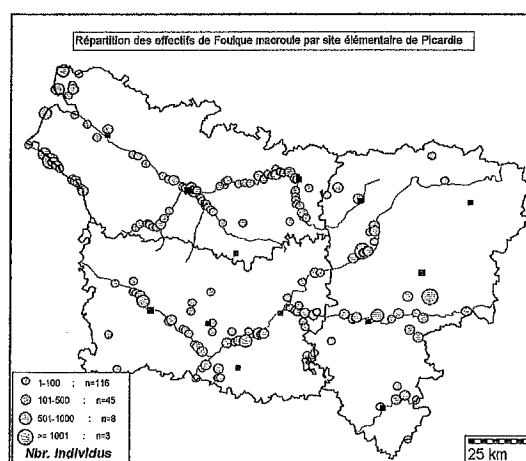 Répartition des effectifs de Foulque macroule par site élémentaire de Picardie
1-100 : n=116
101-500 : n=45
501-1000 : n=8
>= 1001 : n=3
Nbr. Individus
25 km